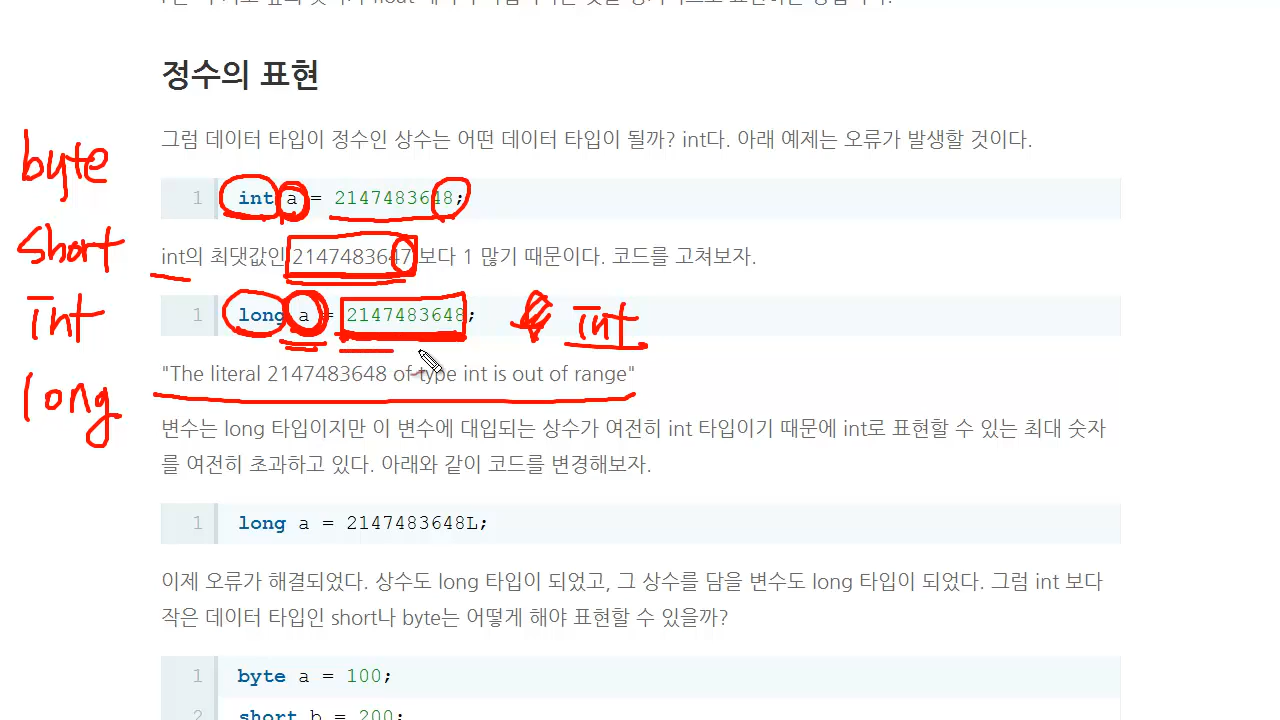 정수의 표현
그럼 데이터 타입이 정수인 상수는 어떤 데이터 타입이 될까? int다. 아래 예제는 오류가 발생할 것이다.
byte
1 int a = 2147483648;
short
int의 최댓값인 2147483647 보다 1 많기 때문이다. 코드를 고쳐보자.
int
1 long a = 2147483648; int
"The literal 2147483648 of type int is out of range"
long
변수는 long 타입이지만 이 변수에 대입되는 상수가 여전히 int 타입이기 때문에 int로 표현할 수 있는 최대 숫자
를 여전히 초과하고 있다. 아래와 같이 코드를 변경해보자.
1 long a = 2147483648L;
이제 오류가 해결되었다. 상수도 long 타입이 되었고, 그 상수를 담을 변수도 long 타입이 되었다. 그럼 int 보다
작은 데이터 타입인 short나 byte는 어떻게 해야 표현할 수 있을까?
1 byte a = 100;
2 short b = 200;